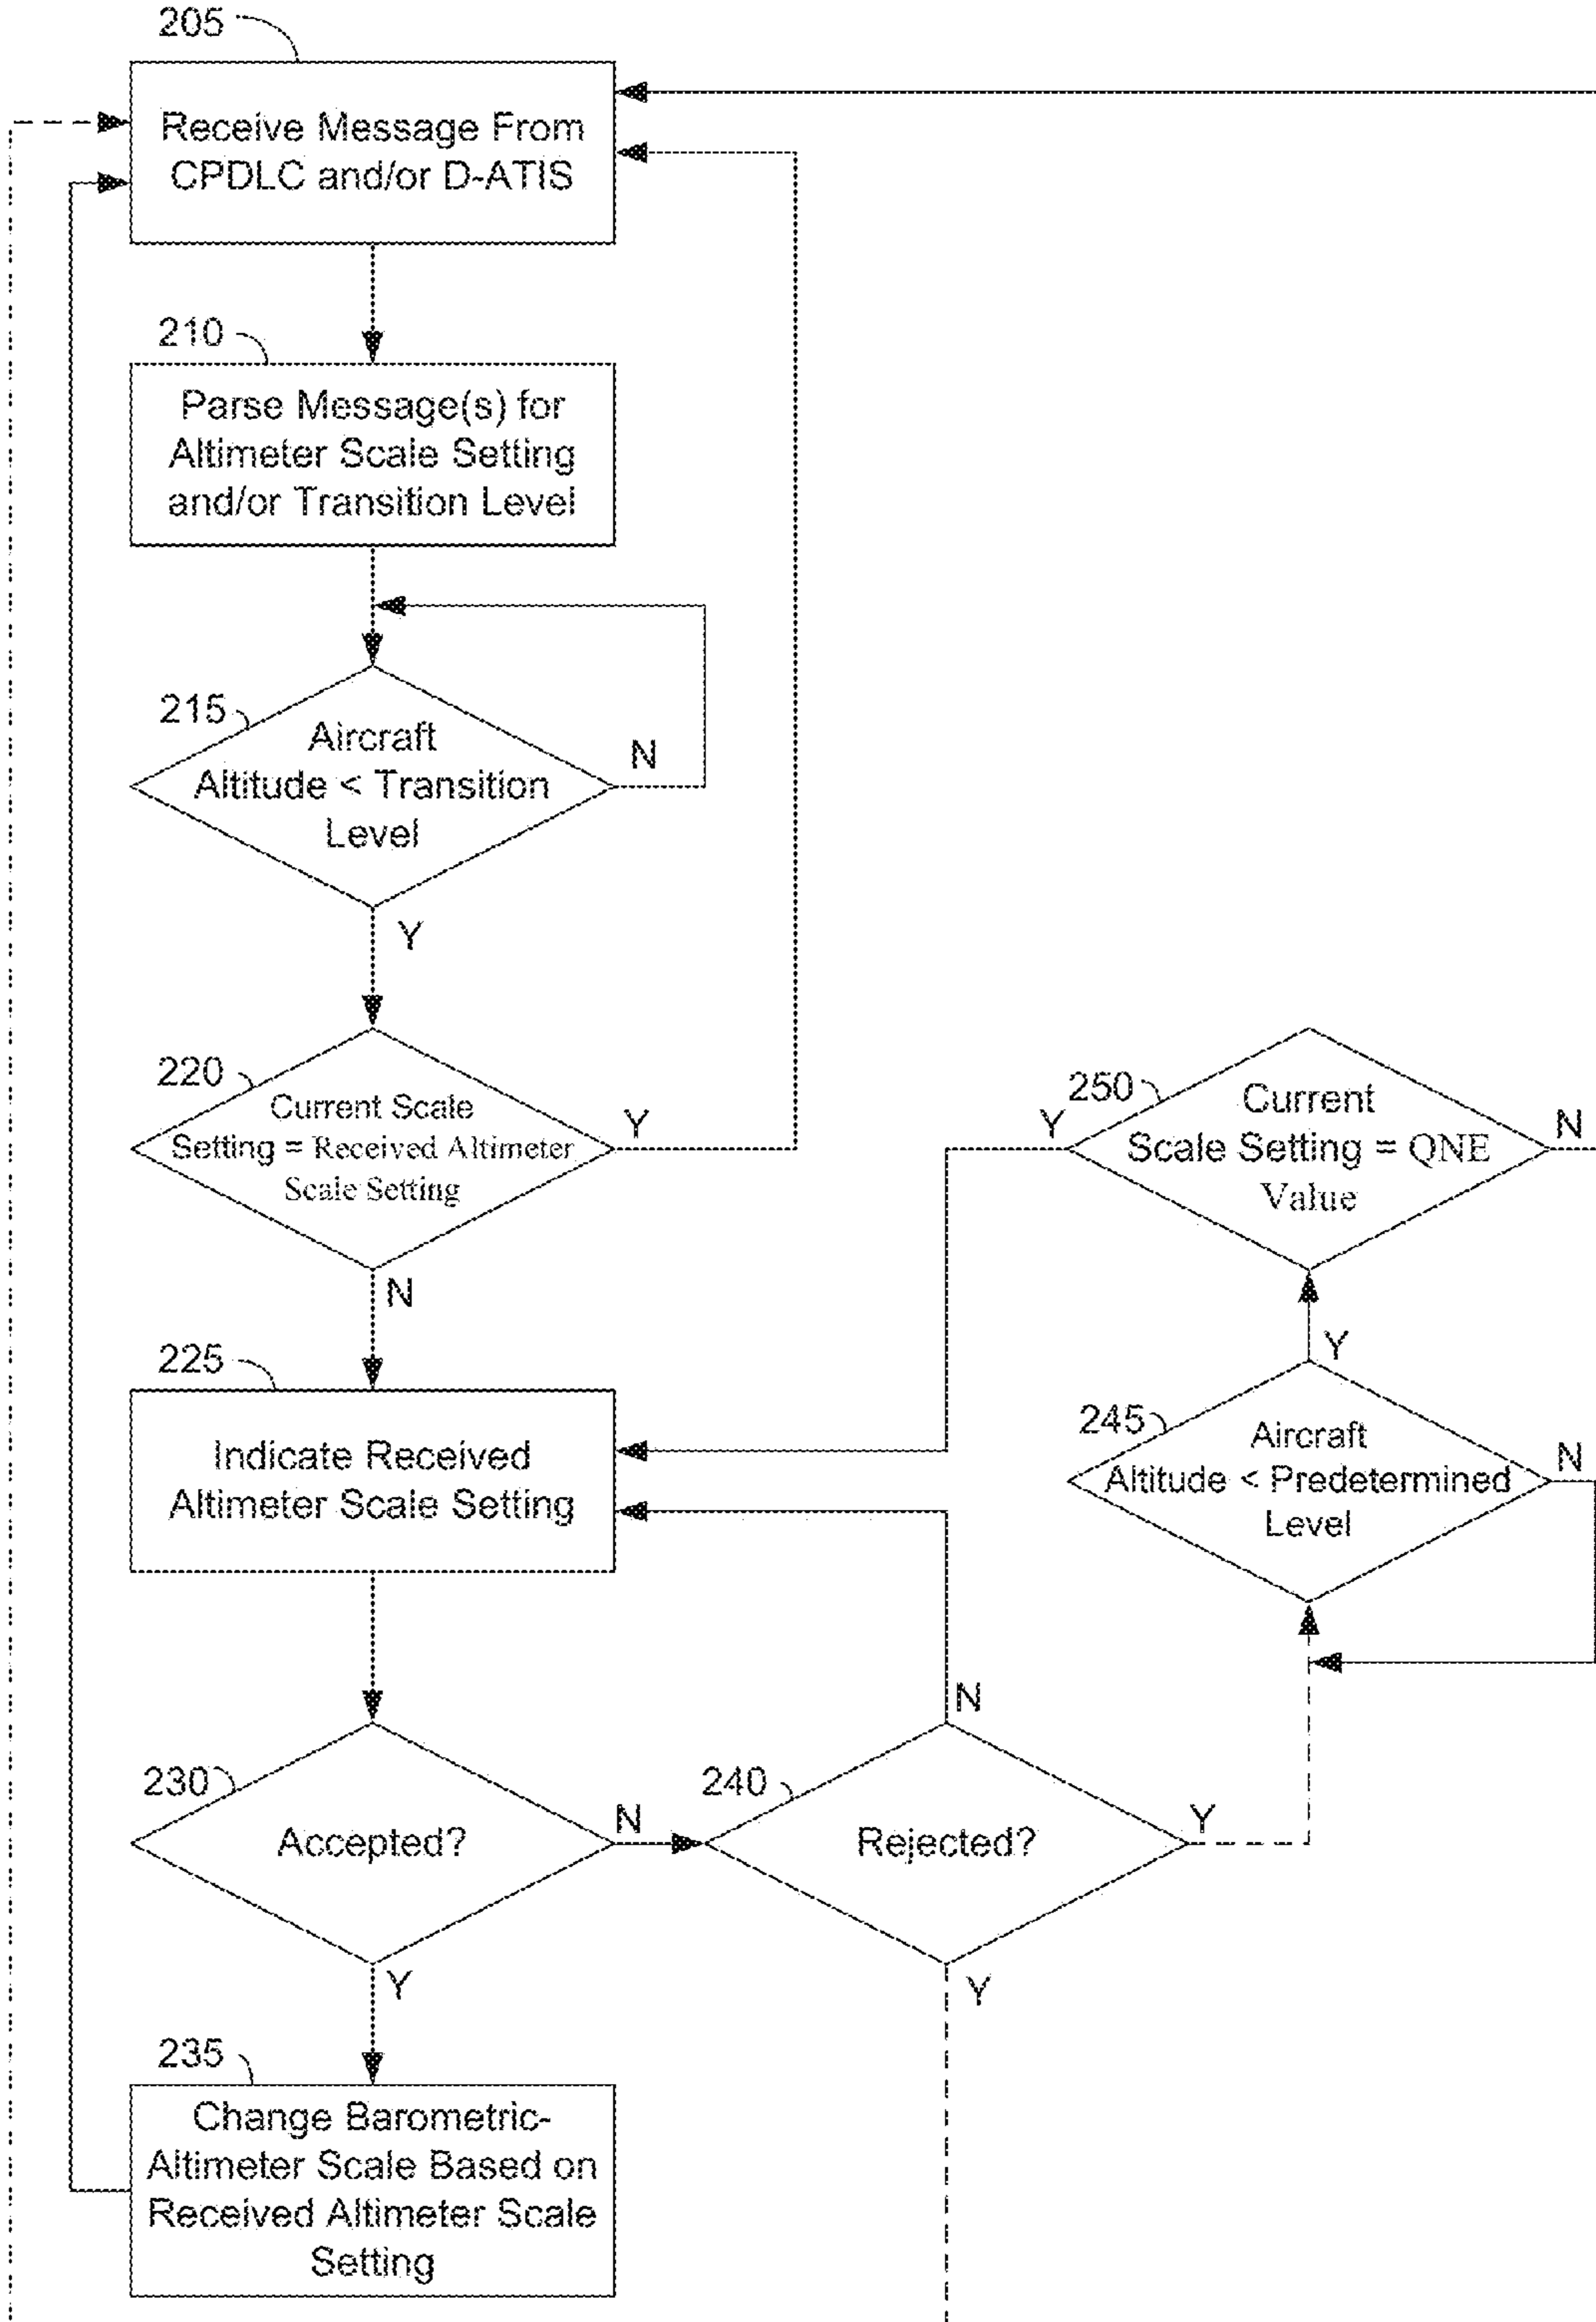 205
Receive Message From
CPDLC and/or D-ATIS
210
Parse Message(s) for
Altimeter Scale Setting
and/or Transition Level
215
Aircraft
Altitude < Transition
Level
N
Y
220
Current Scale
Setting = Received Altimeter
Scale Setting
Y
N
225
Indicate Received
Altimeter Scale Setting
230
Accepted?
N
Y
235
Change Barometric-
Altimeter Scale Based on
Received Altimeter Scale
Setting
240
Rejected?
N
Y
Y
245
Aircraft
Altitude < Predetermined
Level
N
Y
250
Current
Scale Setting = QNE
Value
Y
N